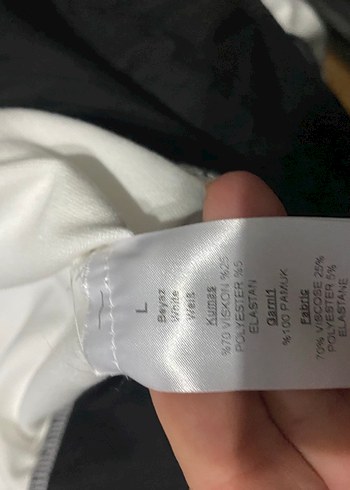 L
Beyaz
White
Weiß
Kumaş
%70 VİSKON %25
POLYESTER %5
ELASTAN
Garni1
%100 PAMUK
Fabric
70% VISCOSE 25%
POLYESTER 5%
ELASTANE